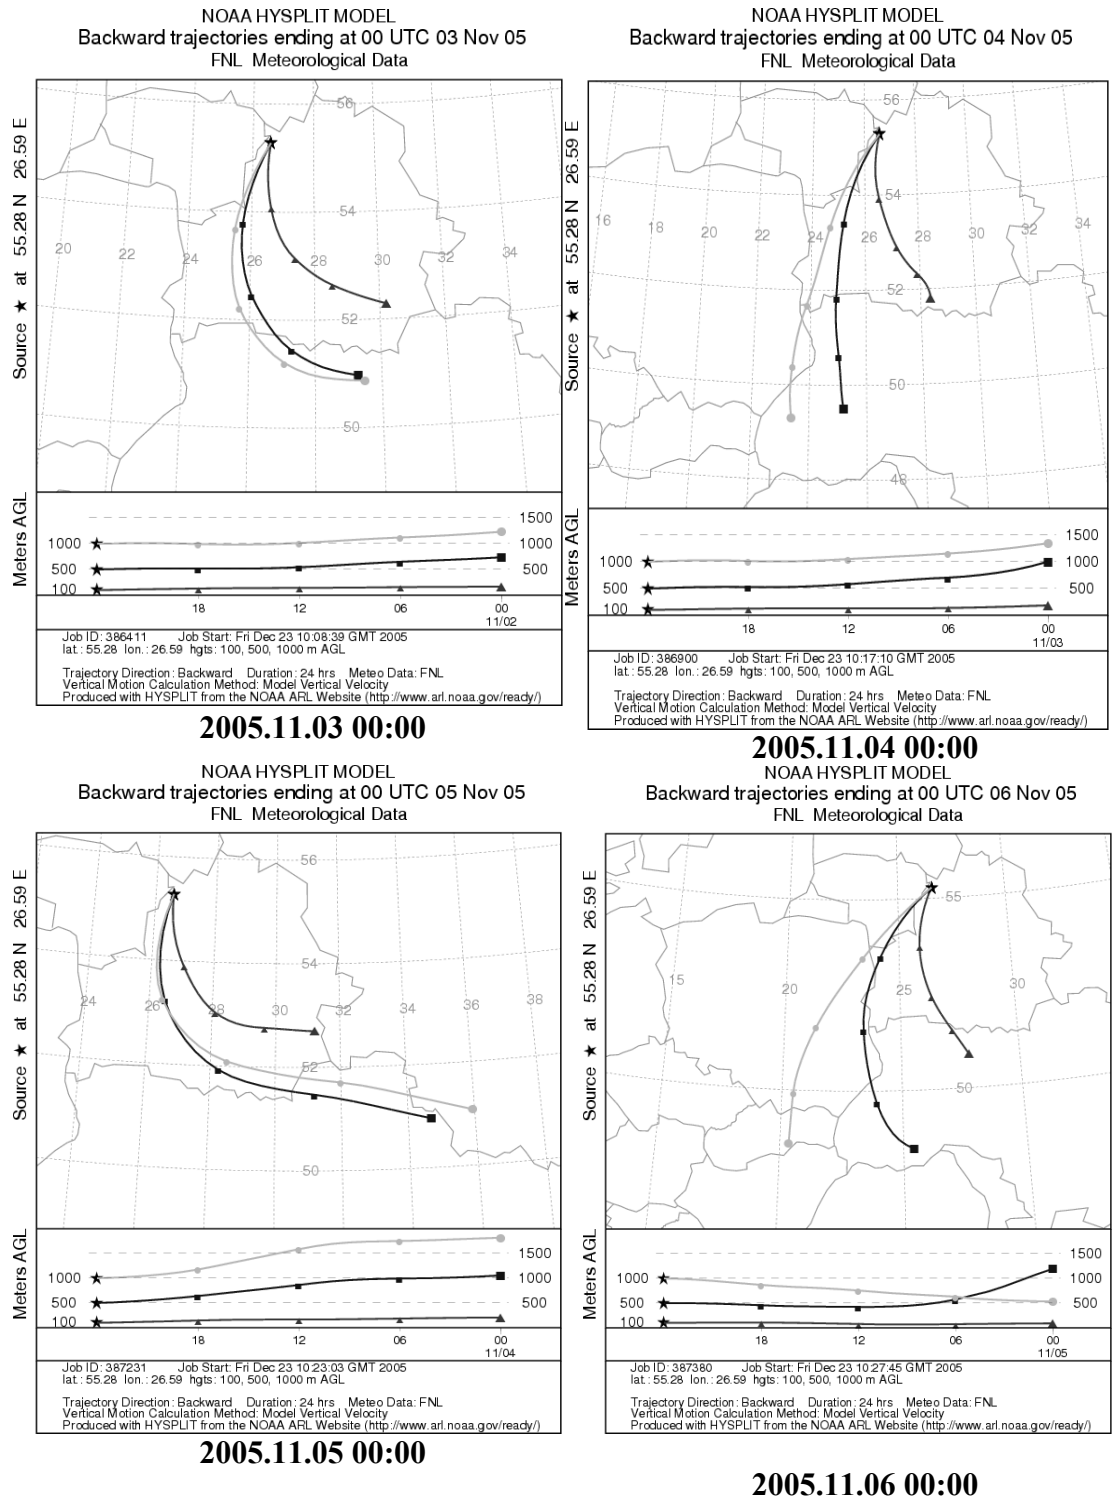 NOAA HYSPLIT MODEL
Backward trajectories ending at 00 UTC 03 Nov 05
FNL Meteorological Data
Source ★ at 55.28 N 26.59 E
56
54
20 22 24 26 28 30 32 34
52
50
Meters AGL
1500
1000 1000
500 500
100
18 12 06 00
11/02
Job ID: 386411 Job Start: Fri Dec 23 10:08:39 GMT 2005
lat.: 55.28 lon.: 26.59 hgts: 100, 500, 1000 m AGL
Trajectory Direction: Backward Duration: 24 hrs Meteo Data: FNL
Vertical Motion Calculation Method: Model Vertical Velocity
Produced with HYSPLIT from the NOAA ARL Website (http://www.arl.noaa.gov/ready/)
2005.11.03 00:00
NOAA HYSPLIT MODEL
Backward trajectories ending at 00 UTC 04 Nov 05
FNL Meteorological Data
Source ★ at 55.28 N 26.59 E
56
54
16 18 20 22 24 26 28 30 32 34
52
50
48
Meters AGL
1500
1000 1000
500 500
100
18 12 06 00
11/03
Job ID: 386900 Job Start: Fri Dec 23 10:17:10 GMT 2005
lat.: 55.28 lon.: 26.59 hgts: 100, 500, 1000 m AGL
Trajectory Direction: Backward Duration: 24 hrs Meteo Data: FNL
Vertical Motion Calculation Method: Model Vertical Velocity
Produced with HYSPLIT from the NOAA ARL Website (http://www.arl.noaa.gov/ready/)
2005.11.04 00:00
NOAA HYSPLIT MODEL
Backward trajectories ending at 00 UTC 05 Nov 05
FNL Meteorological Data
Source ★ at 55.28 N 26.59 E
56
54
24 26 28 30 32 34 36 38
52
50
Meters AGL
1500
1000 1000
500 500
100
18 12 06 00
11/04
Job ID: 387231 Job Start: Fri Dec 23 10:23:03 GMT 2005
lat.: 55.28 lon.: 26.59 hgts: 100, 500, 1000 m AGL
Trajectory Direction: Backward Duration: 24 hrs Meteo Data: FNL
Vertical Motion Calculation Method: Model Vertical Velocity
Produced with HYSPLIT from the NOAA ARL Website (http://www.arl.noaa.gov/ready/)
2005.11.05 00:00
NOAA HYSPLIT MODEL
Backward trajectories ending at 00 UTC 06 Nov 05
FNL Meteorological Data
Source ★ at 55.28 N 26.59 E
55
15 20 25 30
50
Meters AGL
1500
1000 1000
500 500
100
18 12 06 00
11/05
Job ID: 387380 Job Start: Fri Dec 23 10:27:45 GMT 2005
lat.: 55.28 lon.: 26.59 hgts: 100, 500, 1000 m AGL
Trajectory Direction: Backward Duration: 24 hrs Meteo Data: FNL
Vertical Motion Calculation Method: Model Vertical Velocity
Produced with HYSPLIT from the NOAA ARL Website (http://www.arl.noaa.gov/ready/)
2005.11.06 00:00